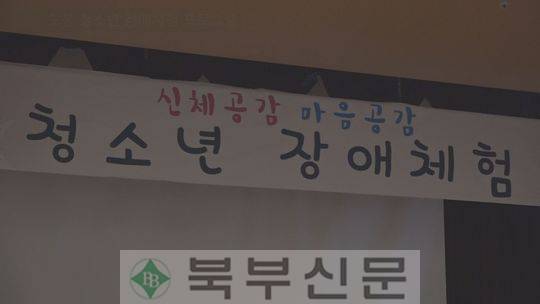 신체공감 마음공감
청소년 장애체험
북부신문